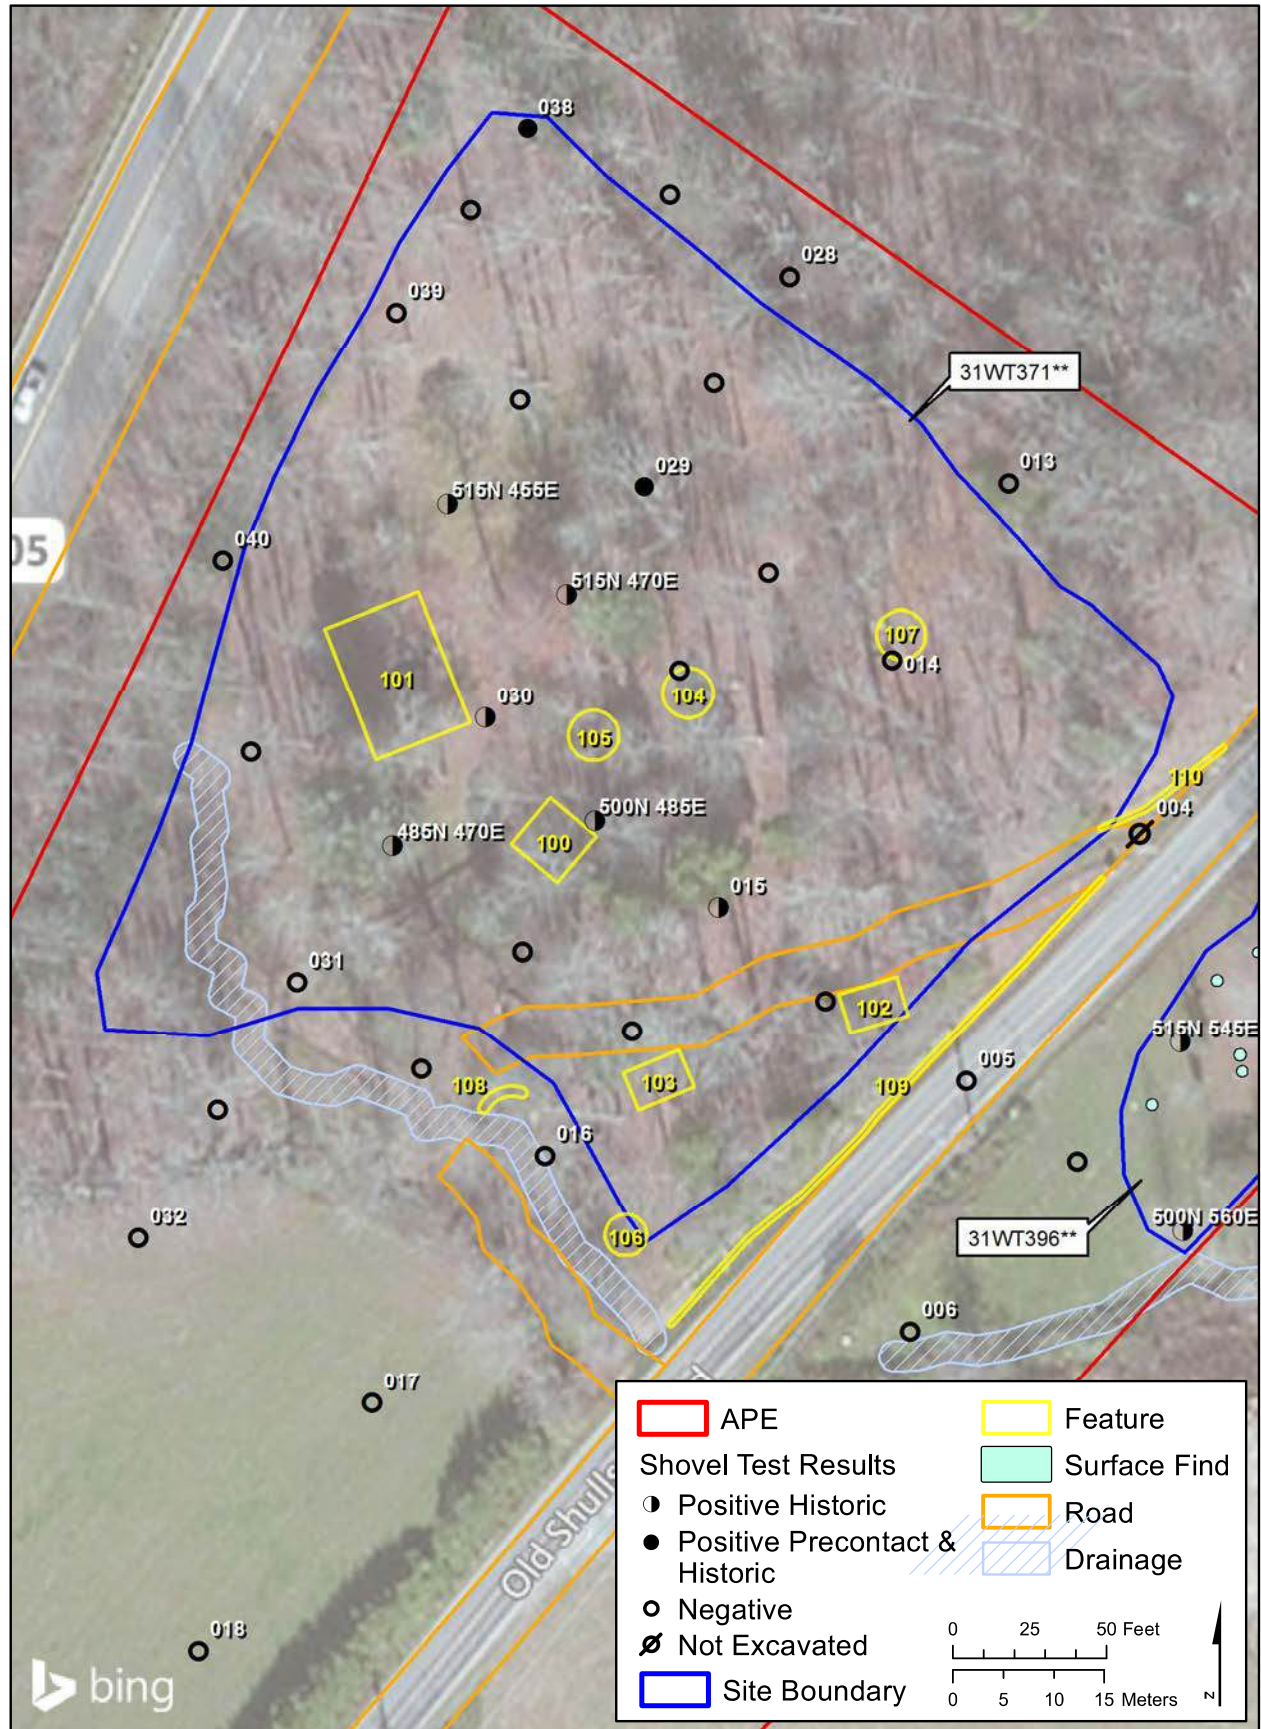 038
028
039
31WT371**
013
029
515N 455E
040
05
515N 470E
107
014
101
104
030
105
110
004
500N 485E
485N 470E
100
015
031
102
515N 545E
005
103
108
109
016
032
500N 560E
31WT396**
106
006
017
Old Shulls
018
bing
APE
Shovel Test Results
Positive Historic
Positive Precontact &
Historic
Negative
Not Excavated
Site Boundary
Feature
Surface Find
Road
Drainage
0 25 50 Feet
0 5 10 15 Meters
N